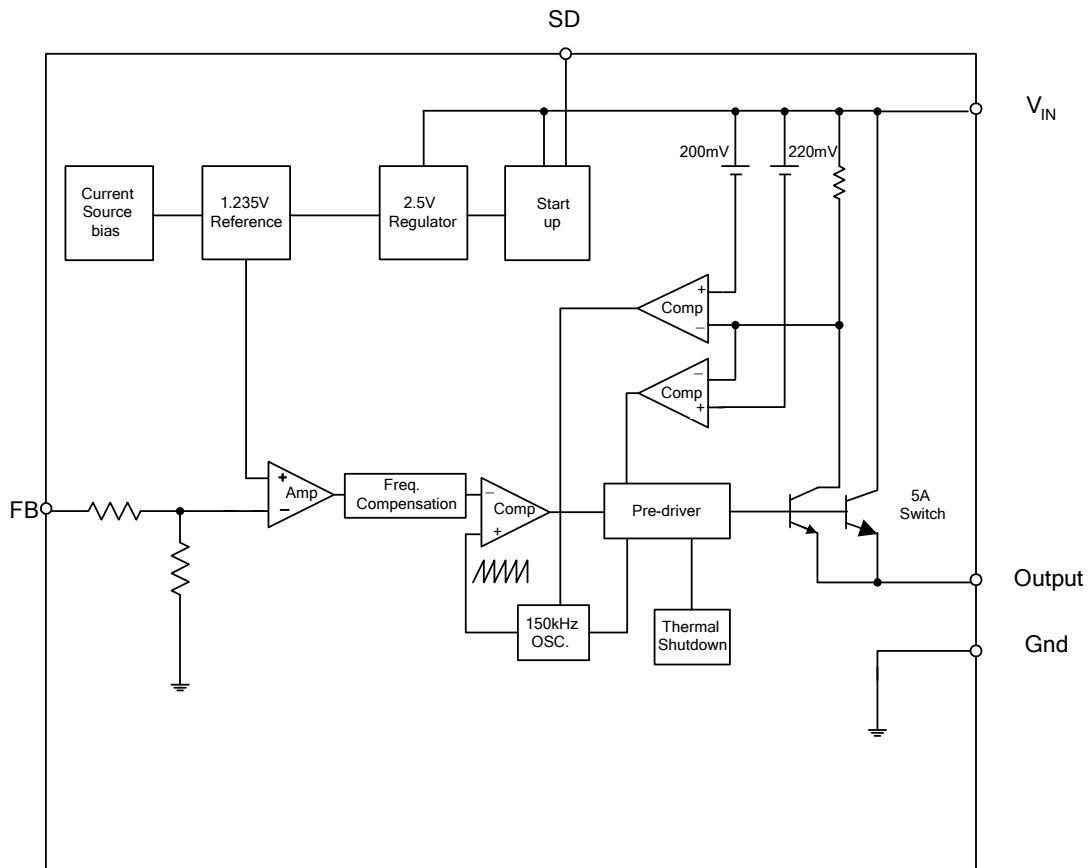 SD
V_IN
200mV
220mV
Current
Source
bias
1.235V
Reference
2.5V
Regulator
Start
up
+
Comp
−
−
Comp
+
FB
+
Amp
−
Freq.
Compensation
−
Comp
+
Pre-driver
5A
Switch
Output
150kHz
OSC.
Thermal
Shutdown
Gnd